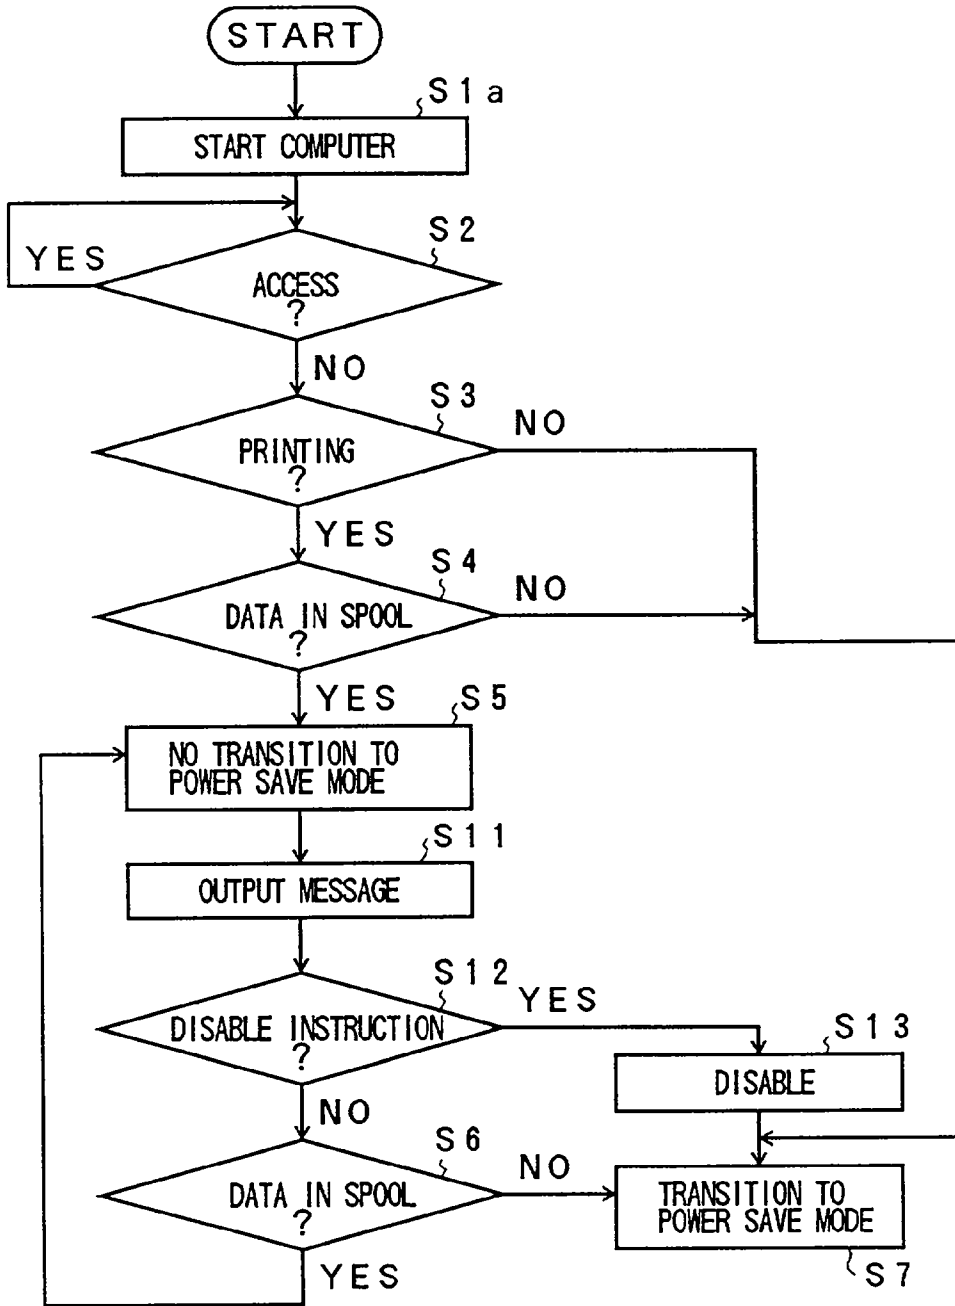 START
S1a
START COMPUTER
S2
YES
ACCESS
?
NO
S3
NO
PRINTING
?
YES
S4
NO
DATA IN SPOOL
?
YES
S5
NO TRANSITION TO
POWER SAVE MODE
S11
OUTPUT MESSAGE
S12
YES
DISABLE INSTRUCTION
?
S13
DISABLE
NO
S6
NO
DATA IN SPOOL
?
TRANSITION TO
POWER SAVE MODE
YES
S7